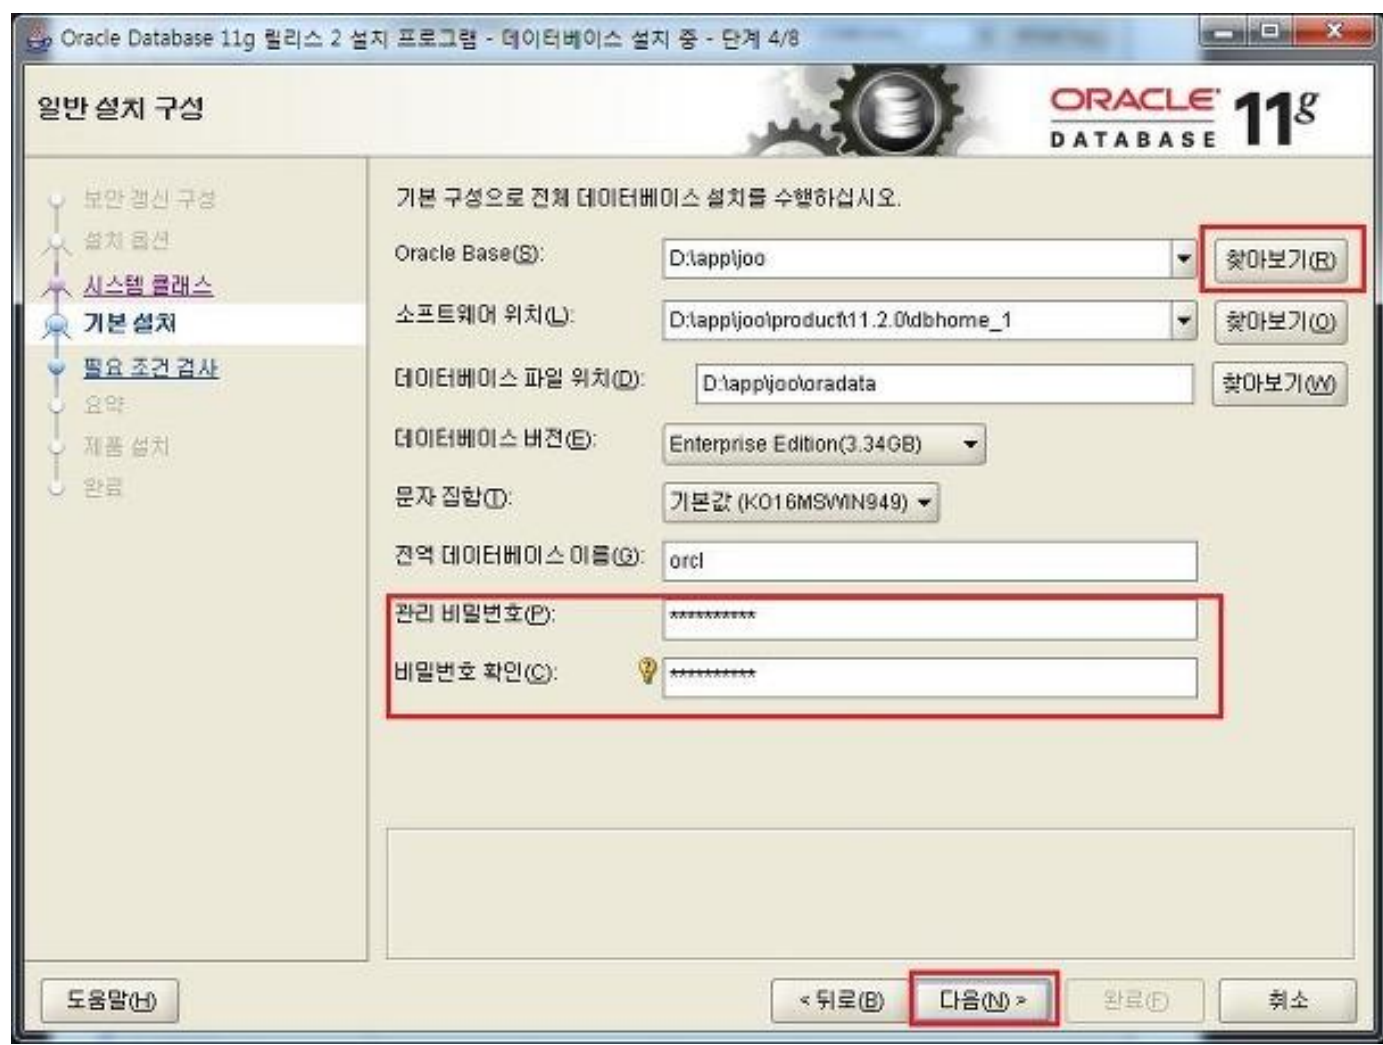 Oracle Database 11g 릴리스 2 설치 프로그램 - 데이터베이스 설치 중 - 단계 4/8
일반 설치 구성
ORACLE 11g
DATABASE
보안 갱신 구성
설치 옵션
시스템 클래스
기본 설치
필요 조건 검사
요약
제품 설치
완료
기본 구성으로 전체 데이터베이스 설치를 수행하십시오.
Oracle Base(S): D:\app\joo 찾아보기(R)
소프트웨어 위치(L): D:\app\joo\product\11.2.0\dbhome_1 찾아보기(O)
데이터베이스 파일 위치(D): D:\app\joo\oradata 찾아보기(W)
데이터베이스 버전(E): Enterprise Edition(3.34GB)
문자 집합(T): 기본값 (KO16MSWIN949)
전역 데이터베이스 이름(G): orcl
관리 비밀번호(P): **********
비밀번호 확인(C): **********
도움말(H) < 뒤로(B) 다음(N) > 완료(F) 취소